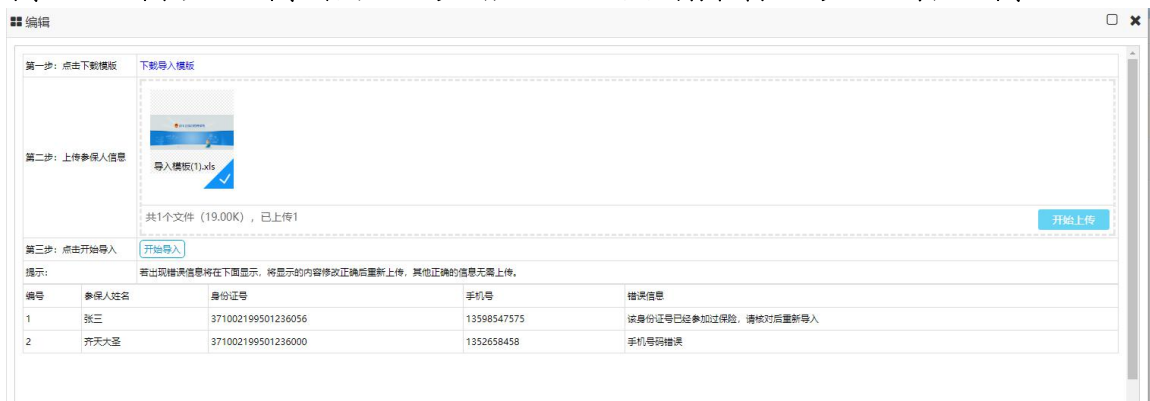 编辑
第一步：点击下载模版 下载导入模版
第二步：上传参保人信息
导入模板(1).xls
共1个文件（19.00K），已上传1
开始上传
第三步：点击开始导入 开始导入
提示： 若出现错误信息将在下面显示，将显示的内容修改正确后重新上传，其他正确的信息无需上传。
编号 参保人姓名 身份证号 手机号 错误信息
1 张三 371002199501236056 13598547575 该身份证号已经参加过保险，请核对后重新导入
2 齐天大圣 371002199501236000 1352658458 手机号码错误